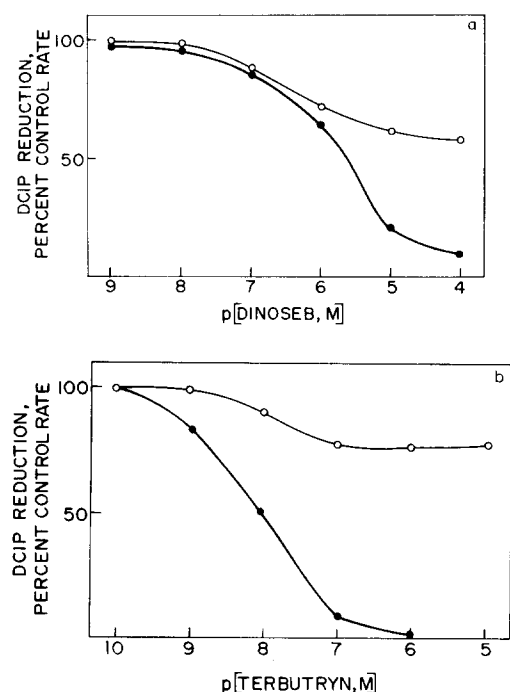 a
DCIP REDUCTION,
PERCENT CONTROL RATE
100
50
9 8 7 6 5 4
p[DINOSEB, M]
b
DCIP REDUCTION,
PERCENT CONTROL RATE
100
50
10 9 8 7 6 5
p[TERBUTRYN, M]